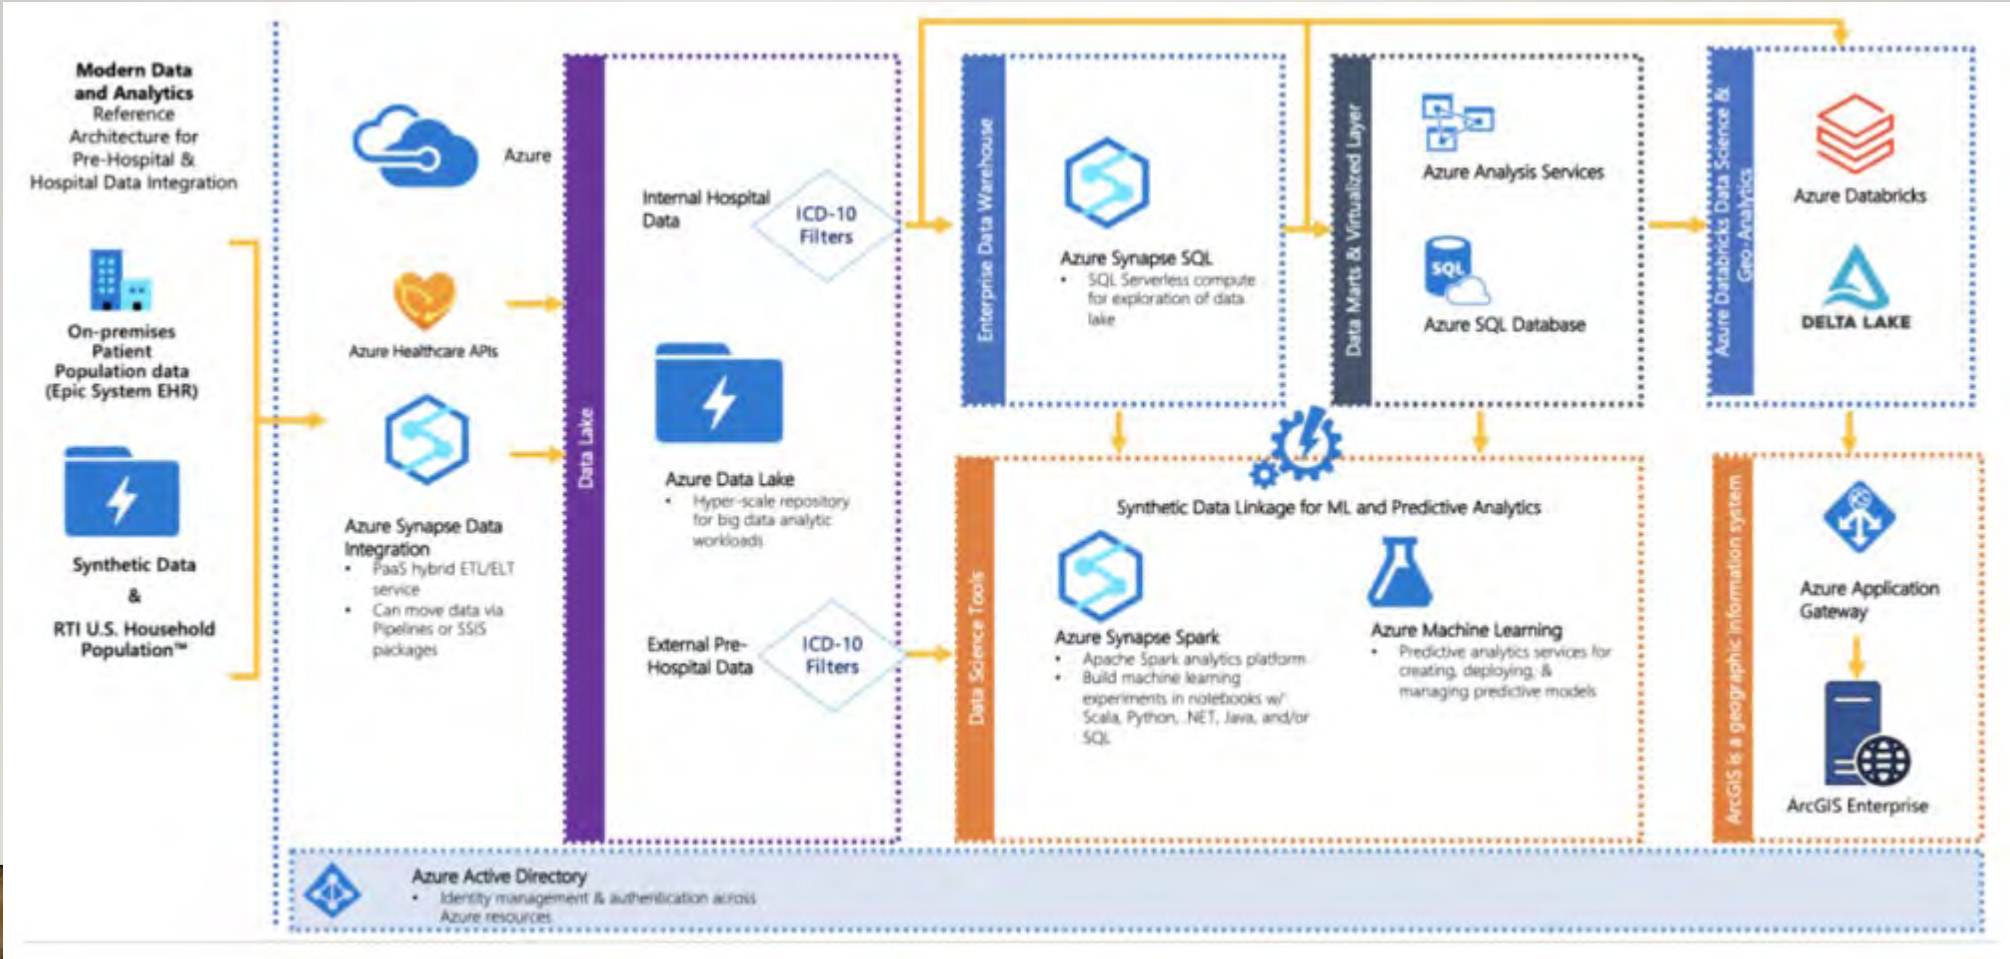 Modern Data
and Analytics
Reference
Architecture for
Pre-Hospital &
Hospital Data Integration
On-premises
Patient
Population data
(Epic System EHR)
Synthetic Data
&
RTI U.S. Household
Population™
Azure
Azure Healthcare APIs
Azure Synapse Data
Integration
• PaaS hybrid ETL/ELT
service
• Can move data via
Pipelines or SSIS
packages
Data Lake
Internal Hospital
Data
ICD-10
Filters
Azure Data Lake
• Hyper-scale repository
for big data analytic
workloads
External Pre-
Hospital Data
ICD-10
Filters
Enterprise Data Warehouse
Azure Synapse SQL
• SQL Serverless compute
for exploration of data
lake
Data Marts & Virtualized Layer
Azure Analysis Services
SQL
Azure SQL Database
Azure Databricks Data Science &
Geo-Analytics
Azure Databricks
DELTA LAKE
Data Science Tools
Synthetic Data Linkage for ML and Predictive Analytics
Azure Synapse Spark
• Apache Spark analytics platform
• Build machine learning
experiments in notebooks w/
Scala, Python, .NET, Java, and/or
SQL
Azure Machine Learning
• Predictive analytics services for
creating, deploying, &
managing predictive models
ArcGIS is a geographic information system
Azure Application
Gateway
ArcGIS Enterprise
Azure Active Directory
• Identity management & authentication across
Azure resources